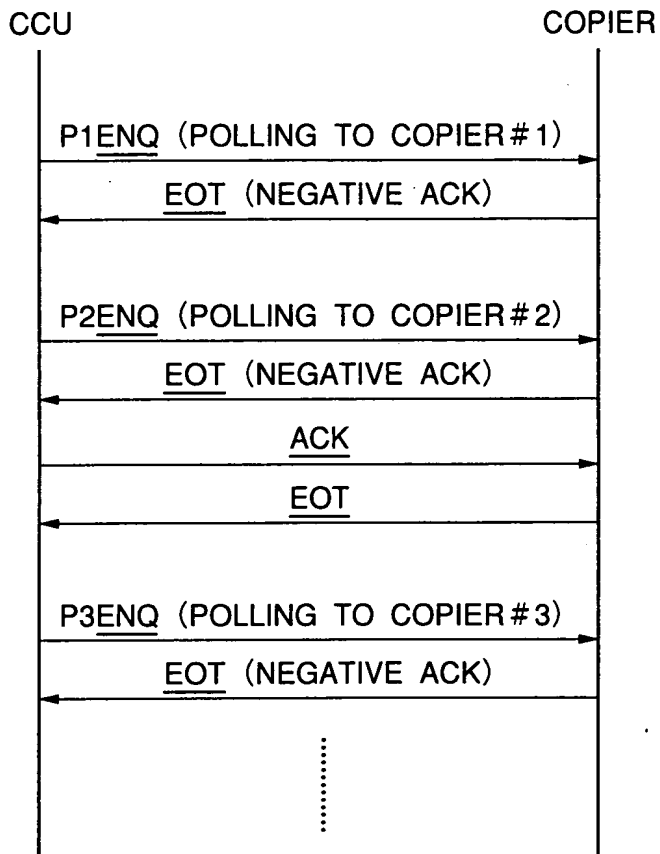 CCU COPIER
P1ENQ (POLLING TO COPIER#1)
EOT (NEGATIVE ACK)
P2ENQ (POLLING TO COPIER#2)
EOT (NEGATIVE ACK)
ACK
EOT
P3ENQ (POLLING TO COPIER#3)
EOT (NEGATIVE ACK)